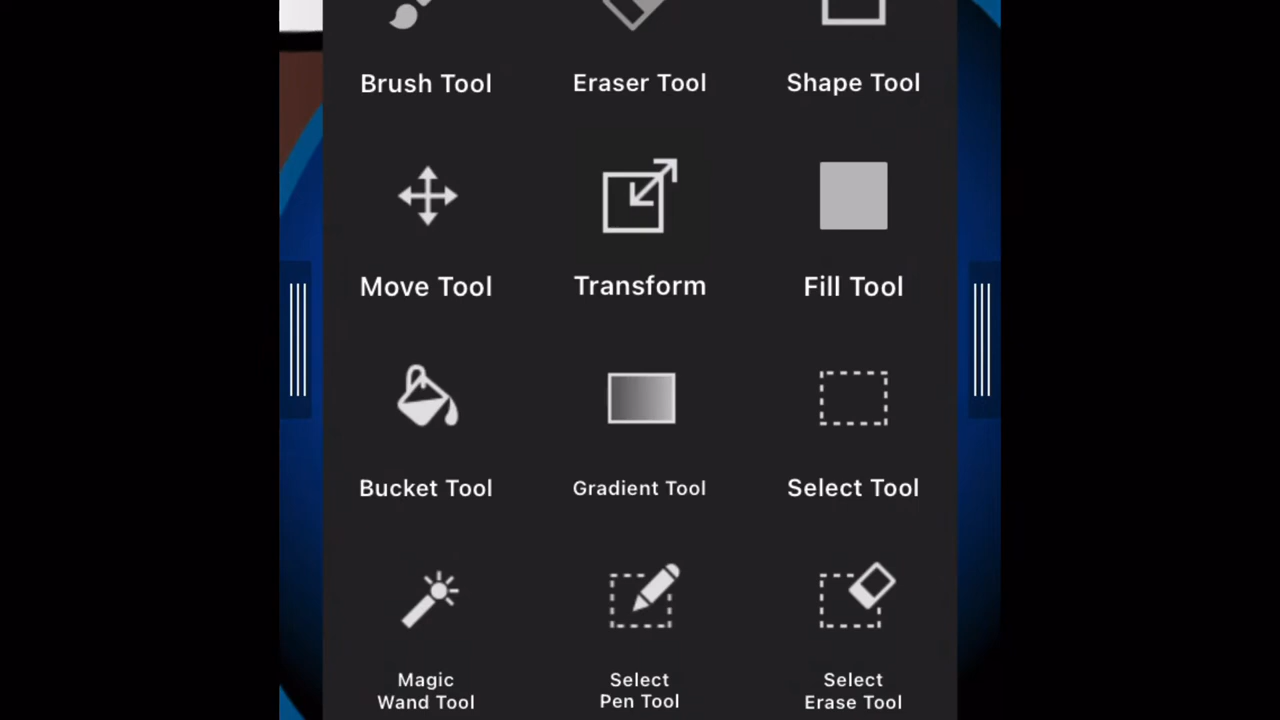 Brush Tool
Eraser Tool
Shape Tool
Move Tool
Transform
Fill Tool
Bucket Tool
Gradient Tool
Select Tool
Magic
Wand Tool
Select
Pen Tool
Select
Erase Tool